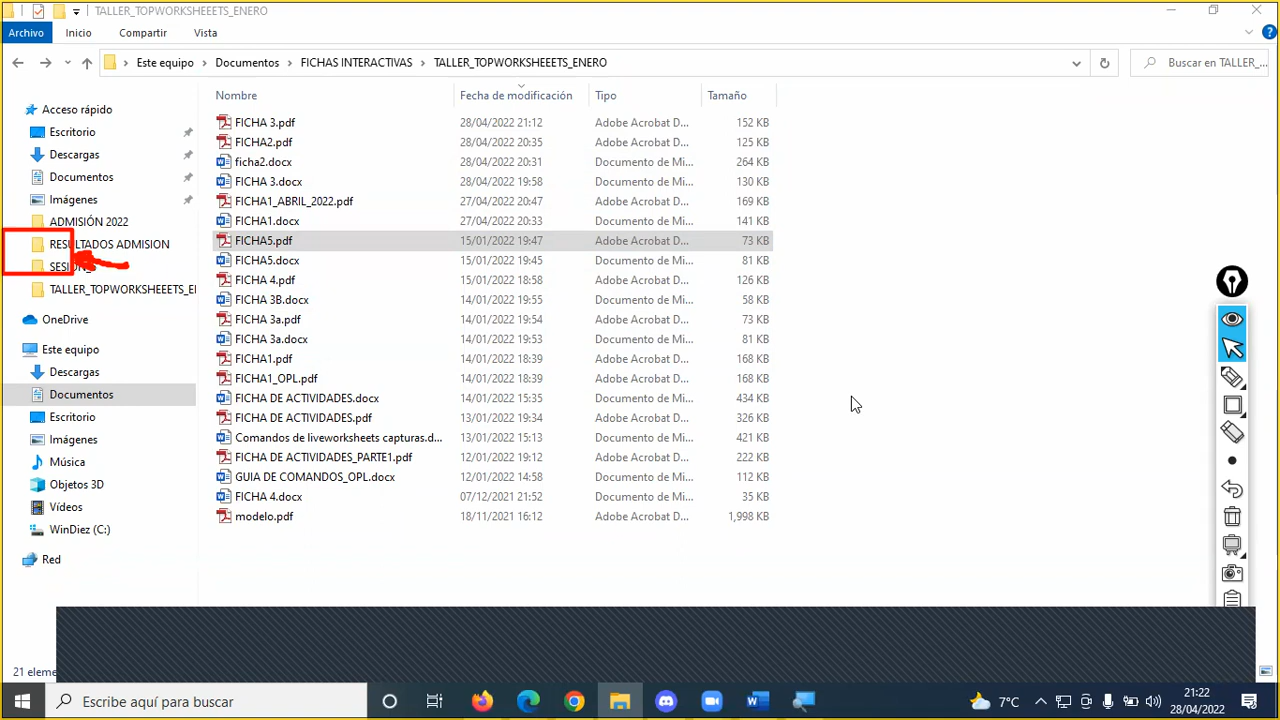 TALLER_TOPWORKSHEEETS_ENERO
Archivo Inicio Compartir Vista
Este equipo Documentos FICHAS INTERACTIVAS TALLER_TOPWORKSHEEETS_ENERO Buscar en TALLER_...
Nombre Fecha de modificación Tipo Tamaño
Acceso rápido
Escritorio
Descargas
Documentos
Imágenes
ADMISIÓN 2022
RESULTADOS ADMISION
TALLER_TOPWORKSHEEETS_E
OneDrive
Este equipo
Descargas
Documentos
Escritorio
Imágenes
Música
Objetos 3D
Vídeos
WinDiez (C:)
Red
FICHA 3.pdf 28/04/2022 21:12 Adobe Acrobat D... 152 KB
FICHA2.pdf 28/04/2022 20:35 Adobe Acrobat D... 125 KB
ficha2.docx 28/04/2022 20:31 Documento de Mi... 264 KB
FICHA 3.docx 28/04/2022 19:58 Documento de Mi... 130 KB
FICHA1_ABRIL_2022.pdf 27/04/2022 20:47 Adobe Acrobat D... 169 KB
FICHA1.docx 27/04/2022 20:33 Documento de Mi... 141 KB
FICHA5.pdf 15/01/2022 19:47 Adobe Acrobat D... 73 KB
FICHA5.docx 15/01/2022 19:45 Documento de Mi... 81 KB
FICHA 4.pdf 15/01/2022 18:58 Adobe Acrobat D... 126 KB
FICHA 3B.docx 14/01/2022 19:55 Documento de Mi... 58 KB
FICHA 3a.pdf 14/01/2022 19:54 Adobe Acrobat D... 73 KB
FICHA 3a.docx 14/01/2022 19:53 Documento de Mi... 81 KB
FICHA1.pdf 14/01/2022 18:39 Adobe Acrobat D... 168 KB
FICHA1_OPL.pdf 14/01/2022 18:39 Adobe Acrobat D... 168 KB
FICHA DE ACTIVIDADES.docx 14/01/2022 15:35 Documento de Mi... 434 KB
FICHA DE ACTIVIDADES.pdf 13/01/2022 19:34 Adobe Acrobat D... 326 KB
Comandos de liveworksheets capturas.d... 13/01/2022 15:13 Documento de Mi... 421 KB
FICHA DE ACTIVIDADES_PARTE1.pdf 12/01/2022 19:12 Adobe Acrobat D... 222 KB
GUIA DE COMANDOS_OPL.docx 12/01/2022 14:58 Documento de Mi... 112 KB
FICHA 4.docx 07/12/2021 21:52 Documento de Mi... 35 KB
modelo.pdf 18/11/2021 16:12 Adobe Acrobat D... 1,998 KB
21 eleme
Escribe aquí para buscar
7°C
21:22
28/04/2022